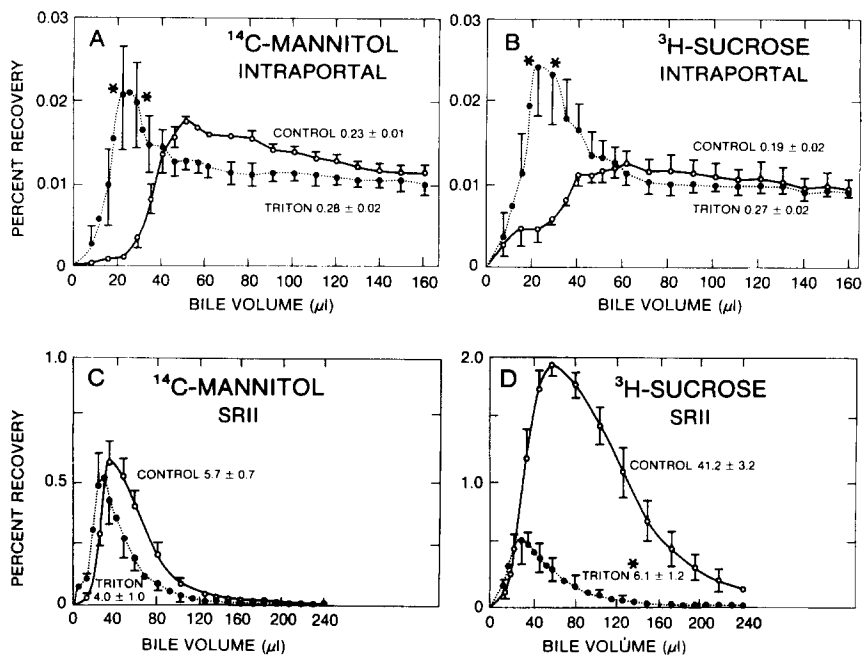 A
¹⁴C-MANNITOL
INTRAPORTAL
0.03
0.02
0.01
0
PERCENT RECOVERY
*
*
CONTROL 0.23 ± 0.01
TRITON 0.28 ± 0.02
0 20 40 60 80 100 120 140 160
BILE VOLUME (µl)
B
³H-SUCROSE
INTRAPORTAL
0.03
0.02
0.01
0
*
*
CONTROL 0.19 ± 0.02
TRITON 0.27 ± 0.02
0 20 40 60 80 100 120 140 160
BILE VOLUME (µl)
C
¹⁴C-MANNITOL
SRII
1.0
0.5
0
PERCENT RECOVERY
CONTROL 5.7 ± 0.7
TRITON
4.0 ± 1.0
0 40 80 120 160 200 240
BILE VOLUME (µl)
D
³H-SUCROSE
SRII
2.0
1.0
0
CONTROL 41.2 ± 3.2
*
TRITON 6.1 ± 1.2
0 40 80 120 160 200 240
BILE VOLUME (µl)